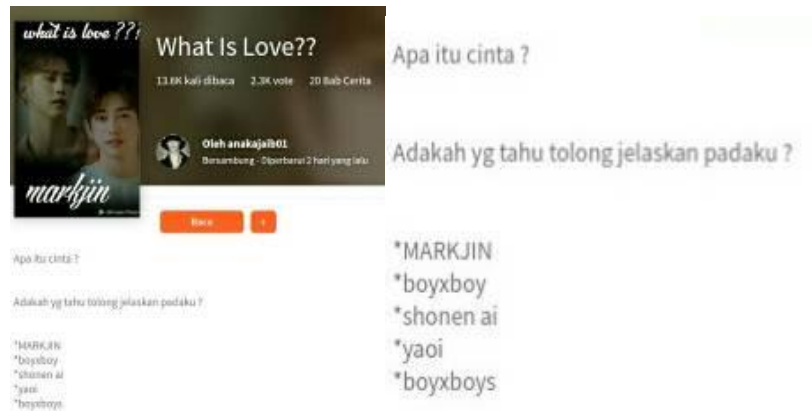 what is love ???
markjin
What Is Love??
13.6K kali dibaca 2.3K vote 20 Bab Cerita
Oleh anakajaib01
Bersambung - Diperbarui 2 hari yang lalu
Baca
+
Apa itu cinta ?
Adakah yg tahu tolong jelaskan padaku ?
*MARKJIN
*boyxboy
*shonen ai
*yaoi
*boyxboys
Apa itu cinta ?
Adakah yg tahu tolong jelaskan padaku ?
*MARKJIN
*boyxboy
*shonen ai
*yaoi
*boyxboys